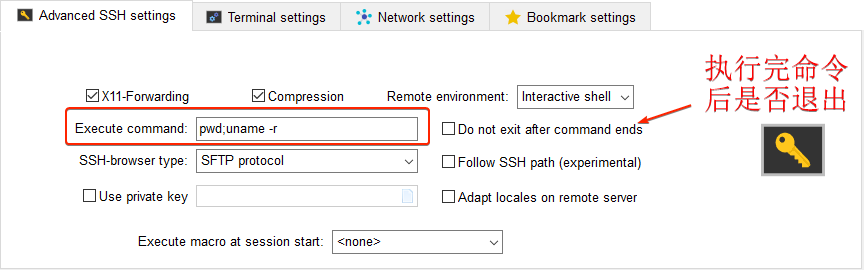 Advanced SSH settings
Terminal settings
Network settings
Bookmark settings
执行完命令
后是否退出
X11-Forwarding
Compression
Remote environment:
Interactive shell
Execute command:
pwd;uname -r
Do not exit after command ends
SSH-browser type:
SFTP protocol
Follow SSH path (experimental)
Use private key
Adapt locales on remote server
Execute macro at session start:
<none>